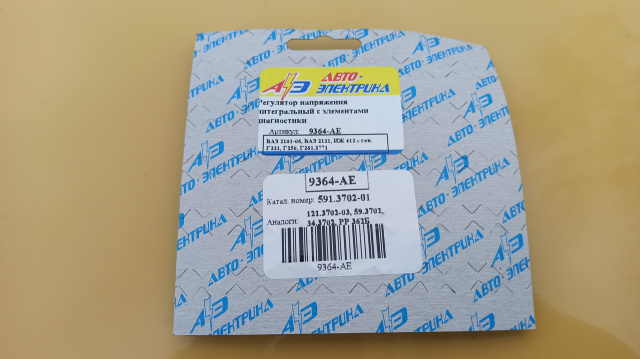 АВТО-
ЭЛЕКТРИКА
АЭ
Регулятор напряжения
интегральный с элементами
диагностики
Артикул: 9364-АЕ
ВАЗ 2101-06, ВАЗ 2121, ИЖ 412 с ген.
Г221, Г250, Г261.3**)
9364-АЕ
Катал. номер: 591.3702-01
Аналоги: 121.3702-03, 59.3702,
34.3702, РР 362Б
9364-АЕ